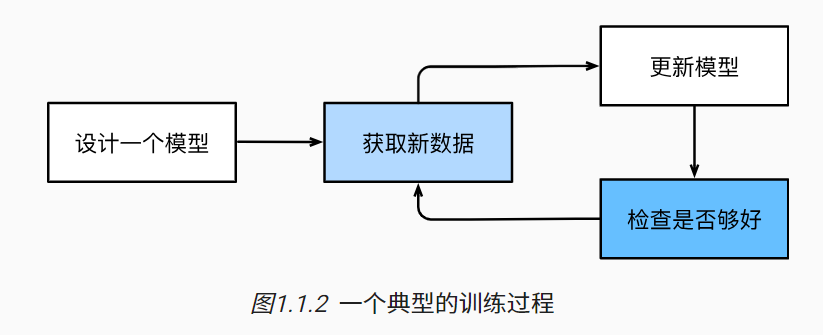 设计一个模型
获取新数据
更新模型
检查是否够好
图1.1.2 一个典型的训练过程